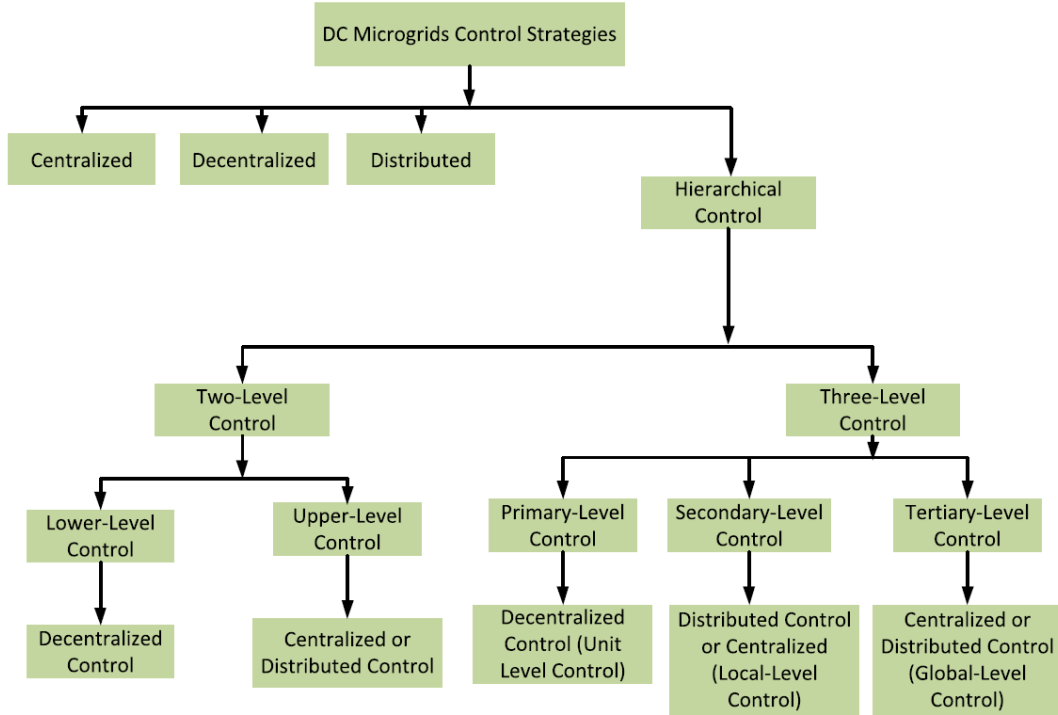 DC Microgrids Control Strategies
Centralized
Decentralized
Distributed
Hierarchical
Control
Two-Level
Control
Three-Level
Control
Lower-Level
Control
Upper-Level
Control
Primary-Level
Control
Secondary-Level
Control
Tertiary-Level
Control
Decentralized
Control
Centralized or
Distributed Control
Decentralized
Control (Unit
Level Control)
Distributed Control
or Centralized
(Local-Level
Control)
Centralized or
Distributed Control
(Global-Level
Control)